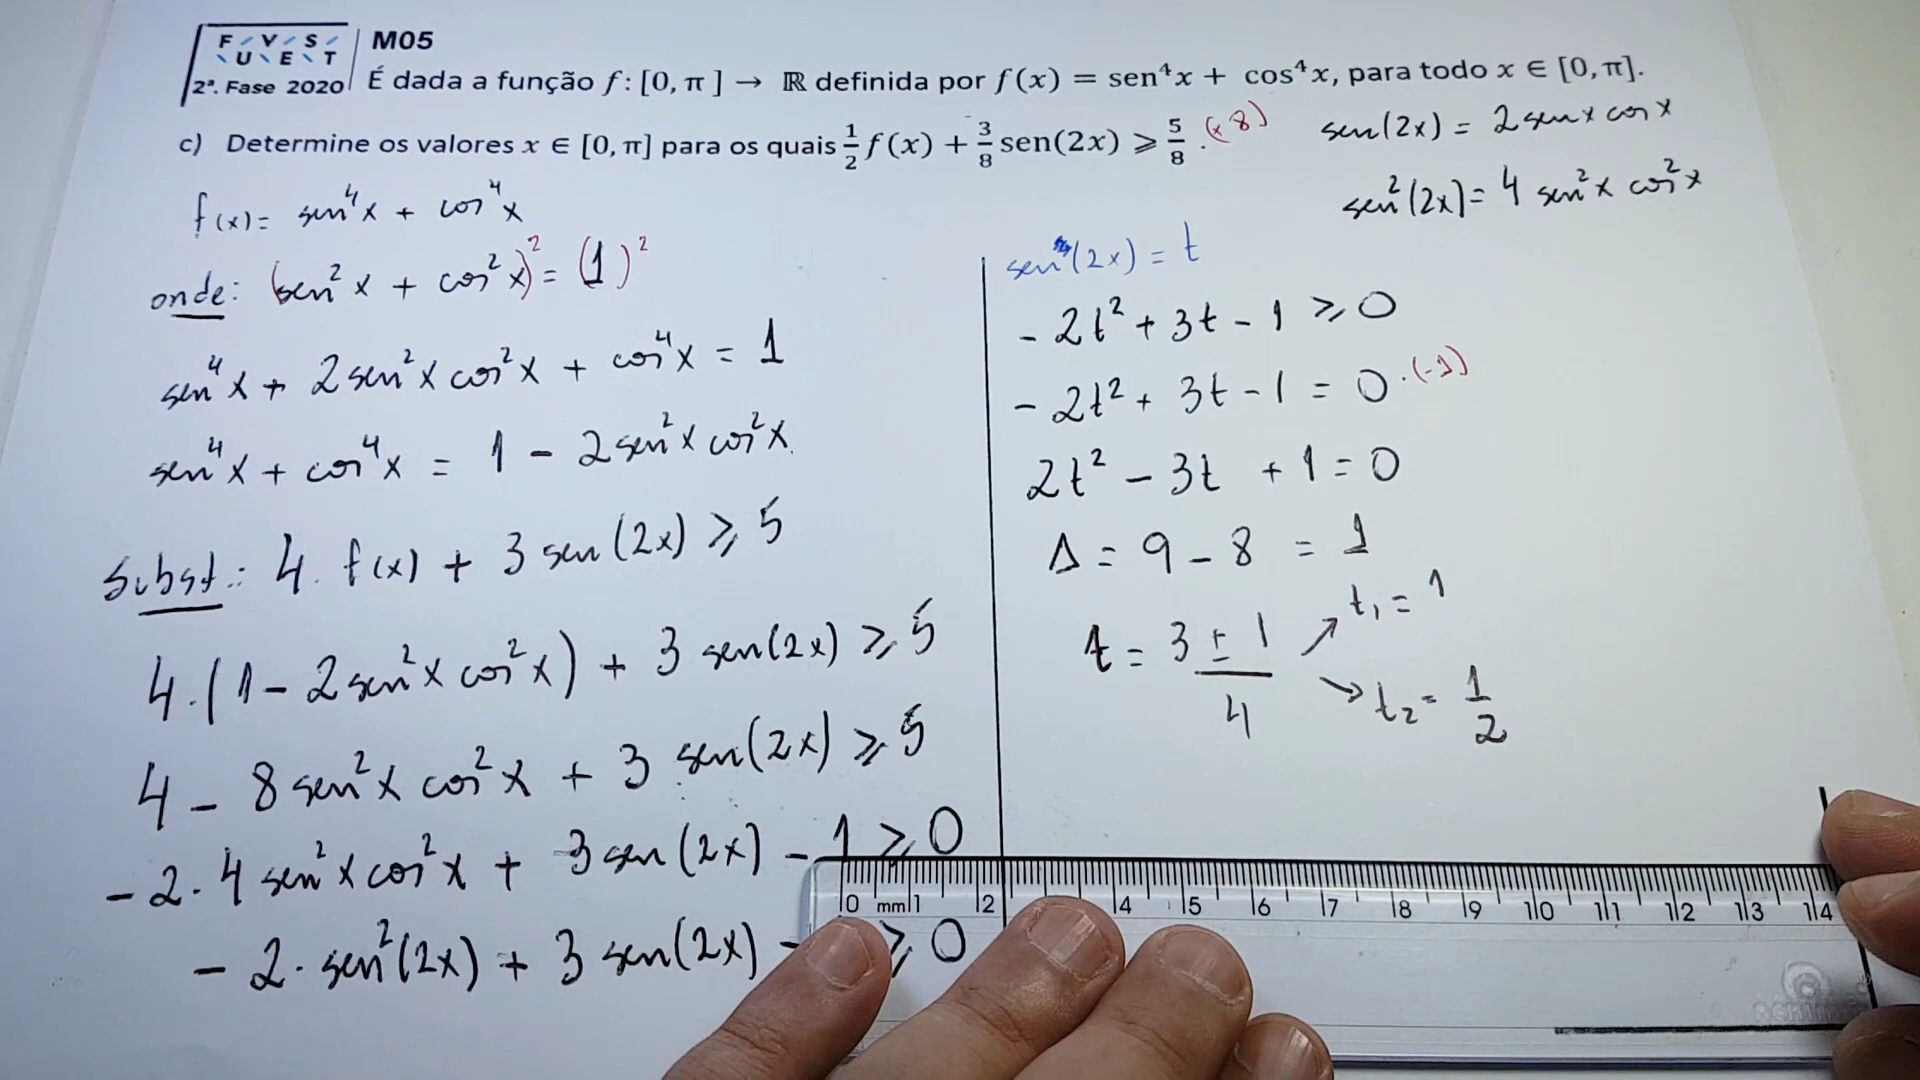 F V S
U E S T
2ª. Fase 2020
M05
É dada a função f: [0, π ] → ℝ definida por f(x) = sen⁴x + cos⁴x, para todo x ∈ [0, π].
c) Determine os valores x ∈ [0, π] para os quais 1/2 f(x) + 3/8 sen(2x) ⩾ 5/8 . (×8)
sen(2x) = 2 sen x cos x
sen²(2x) = 4 sen²x cos²x
f(x) = sen⁴x + cos⁴x
onde: (sen²x + cos²x)² = (1)²
sen⁴x + 2sen²x cos²x + cos⁴x = 1
sen⁴x + cos⁴x = 1 - 2sen²x cos²x.
Subst.: 4. f(x) + 3 sen(2x) ⩾ 5
4.(1 - 2sen²x cos²x) + 3 sen(2x) ⩾ 5
4 - 8 sen²x cos²x + 3 sen(2x) ⩾ 5
-2. 4 sen²x cos²x + 3 sen(2x) - 1 ⩾ 0
- 2. sen²(2x) + 3 sen(2x) - ⩾ 0
sen(2x) = t
- 2t² + 3t - 1 ⩾ 0
- 2t² + 3t - 1 = 0 .(-1)
2t² - 3t + 1 = 0
Δ = 9 - 8 = 1
t = (3 ± 1)/4 ↗ t₁ = 1
↘ t₂ = 1/2
0 mm 1 2 4 5 6 7 8 9 10 11 12 13 14